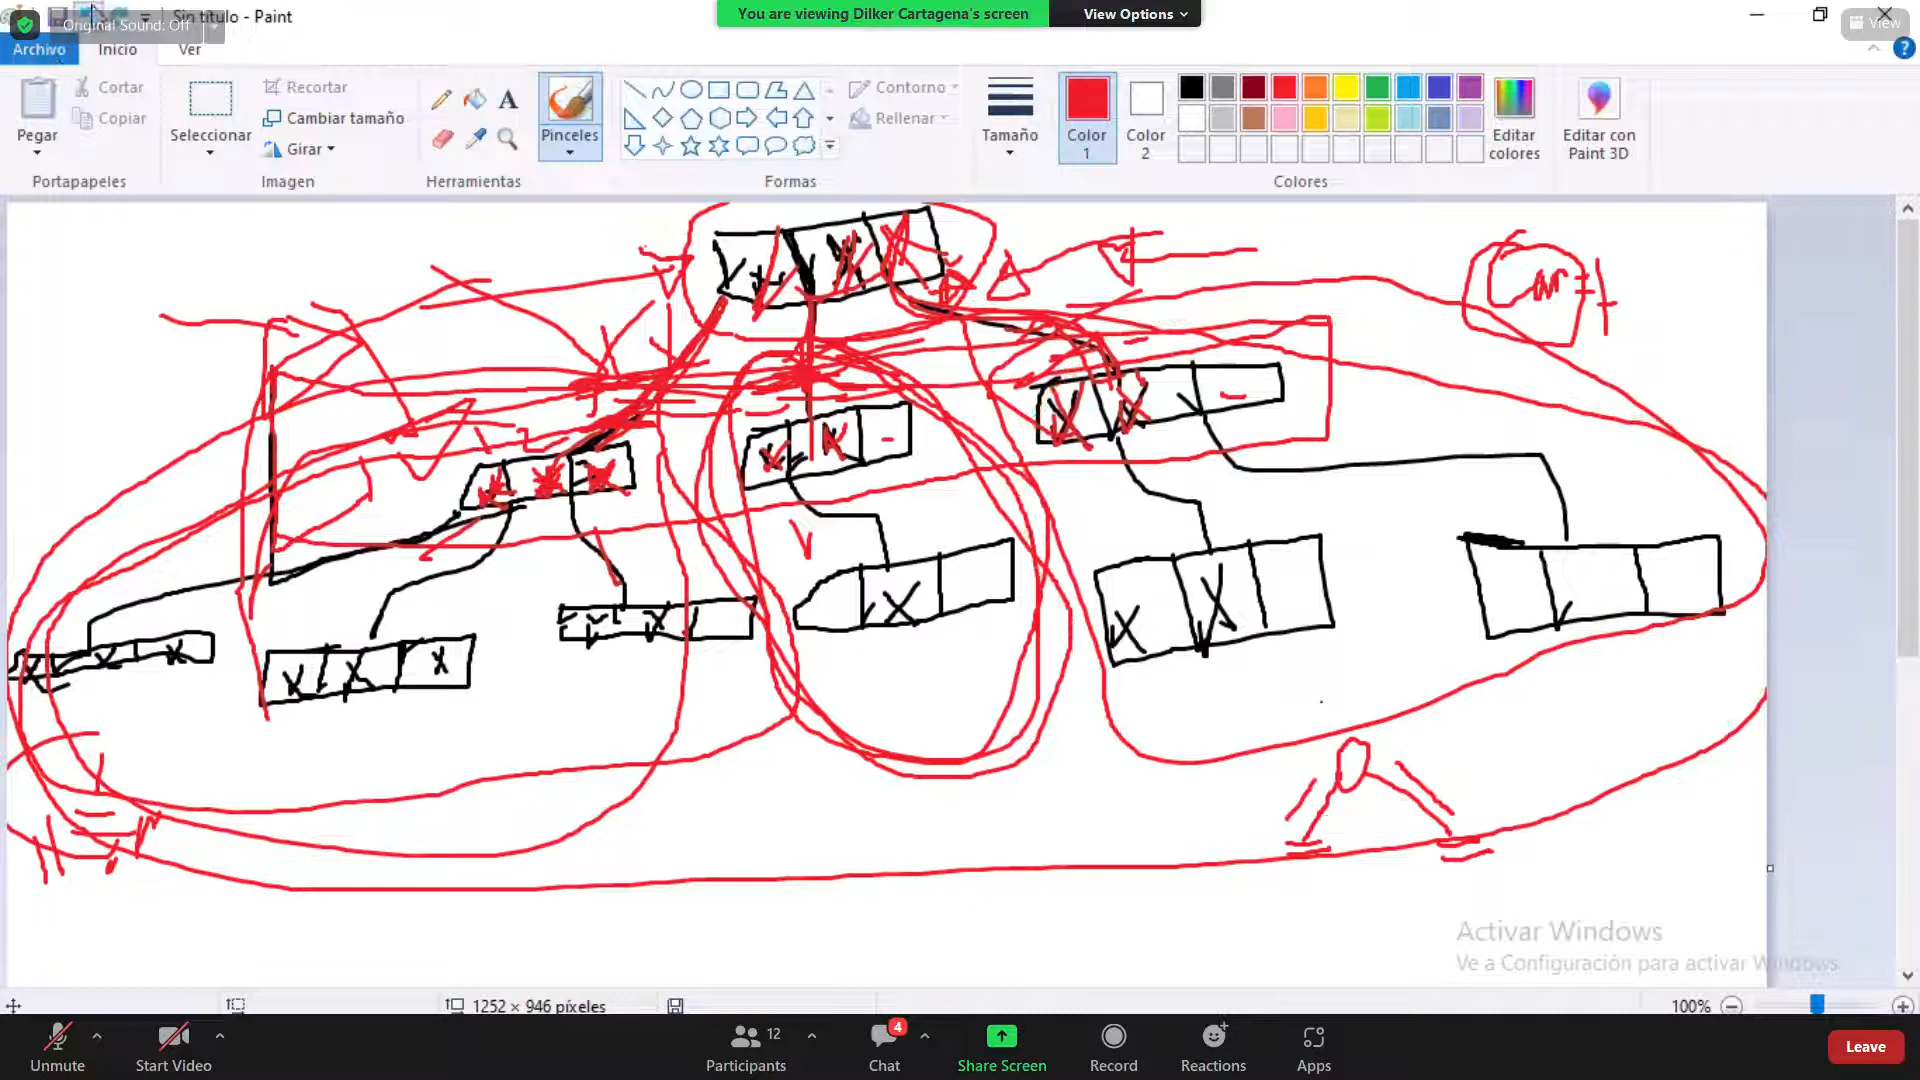 Sin título - Paint
You are viewing Dilker Cartagena's screen
View Options
Original Sound: Off
View
Archivo
Inicio
Ver
Pegar
Cortar
Copiar
Portapapeles
Seleccionar
Recortar
Cambiar tamaño
Girar
Imagen
Herramientas
Pinceles
Formas
Contorno
Rellenar
Tamaño
Color
1
Color
2
Editar
colores
Colores
Editar con
Paint 3D
Activar Windows
Ve a Configuración para activar Windows
1252 × 946 píxeles
100%
Unmute
Start Video
12
Participants
4
Chat
Share Screen
Record
Reactions
Apps
Leave